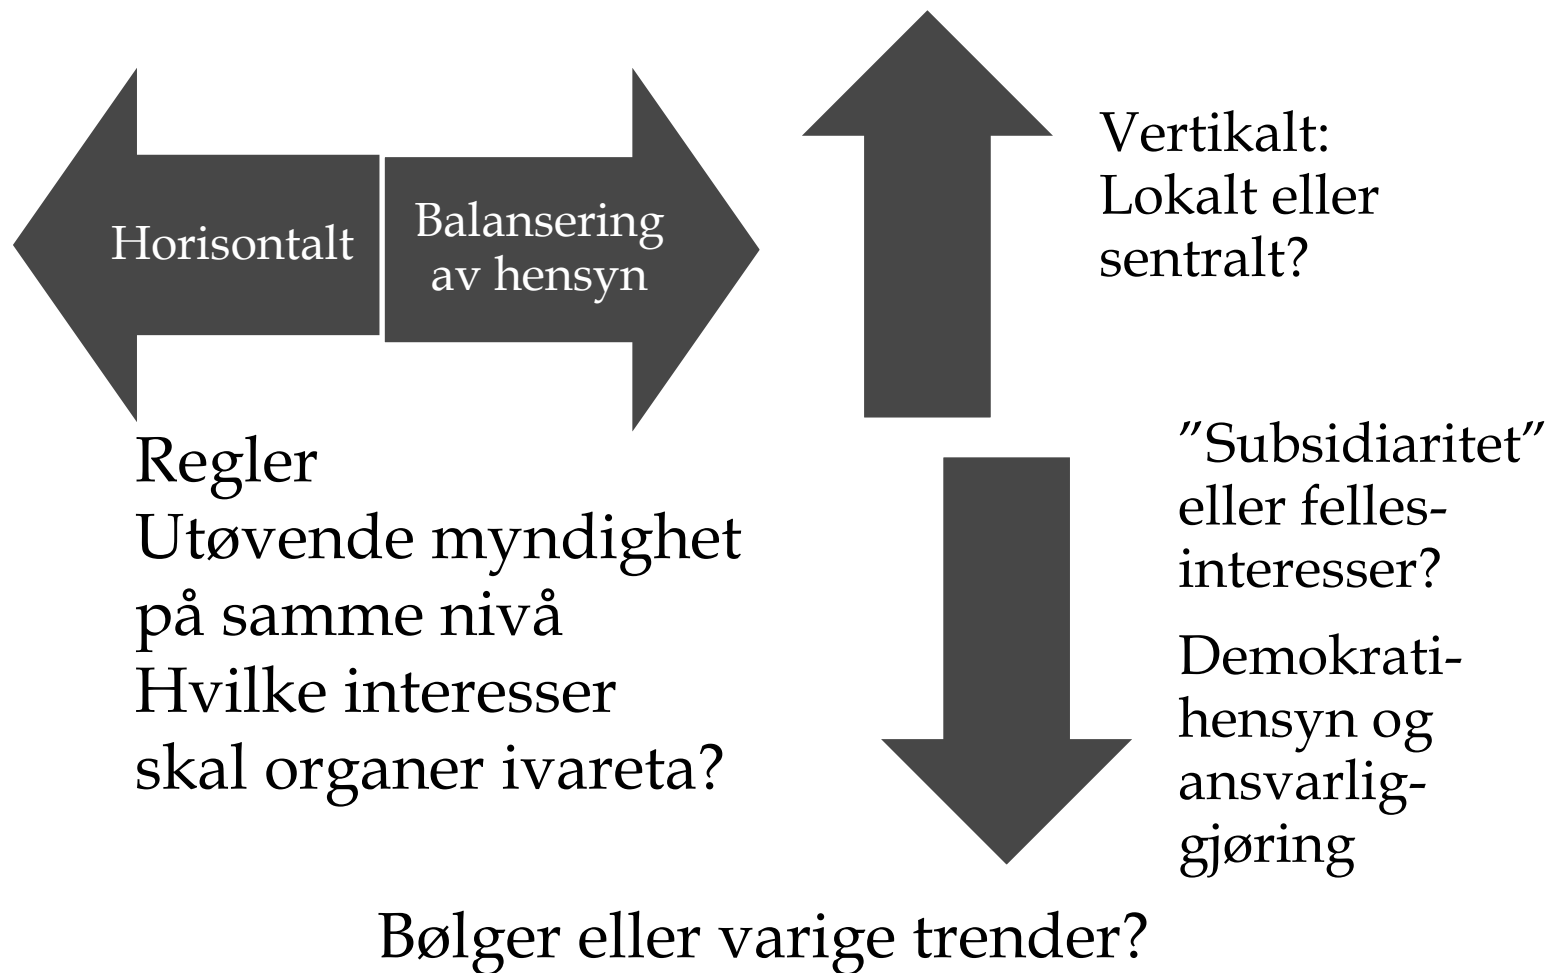 Horisontalt
Balansering
av hensyn
Regler
Utøvende myndighet
på samme nivå
Hvilke interesser
skal organer ivareta?
Vertikalt:
Lokalt eller
sentralt?
”Subsidiaritet”
eller felles-
interesser?
Demokrati-
hensyn og
ansvarlig-
gjøring
Bølger eller varige trender?